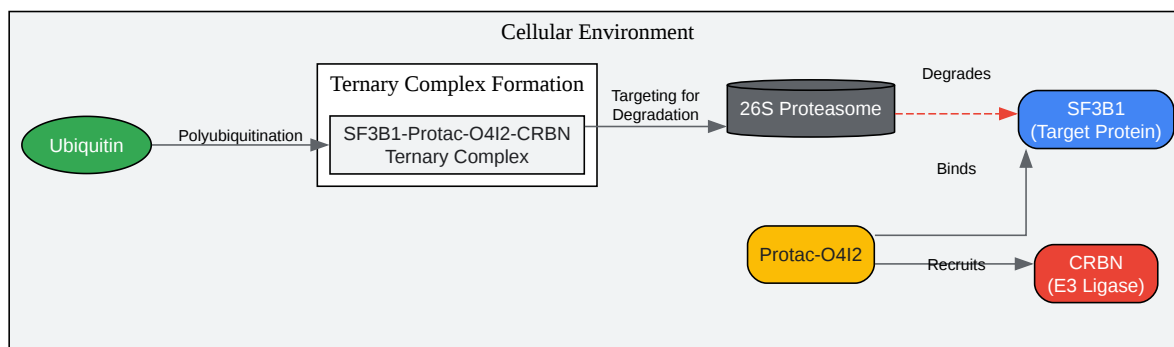 Cellular Environment
Ternary Complex Formation
Ubiquitin
Polyubiquitination
SF3B1-Protac-O4I2-CRBN
Ternary Complex
Targeting for
Degradation
26S Proteasome
Degrades
SF3B1
(Target Protein)
Binds
Protac-O4I2
Recruits
CRBN
(E3 Ligase)